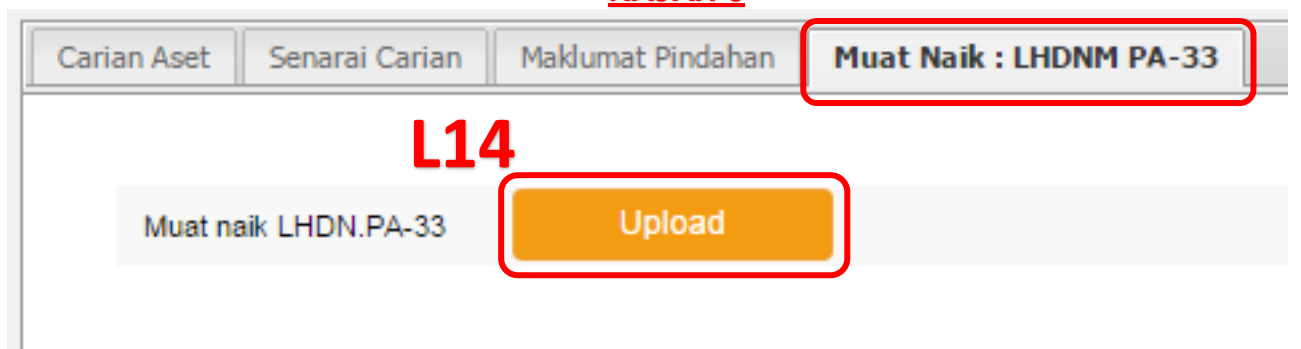 Carian Aset Senarai Carian Maklumat Pindahan Muat Naik : LHDNM PA-33
L14
Muat naik LHDN.PA-33 Upload